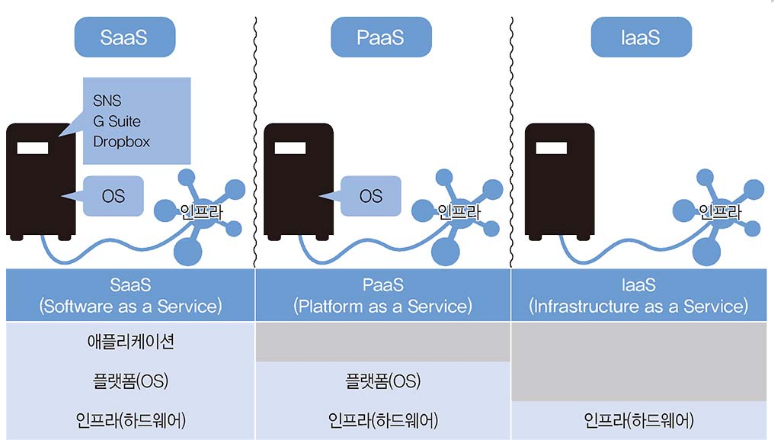 SaaS
PaaS
IaaS
SNS
G Suite
Dropbox
OS
인프라
OS
인프라
인프라
SaaS
(Software as a Service)
PaaS
(Platform as a Service)
IaaS
(Infrastructure as a Service)
애플리케이션
플랫폼(OS)
플랫폼(OS)
인프라(하드웨어)
인프라(하드웨어)
인프라(하드웨어)